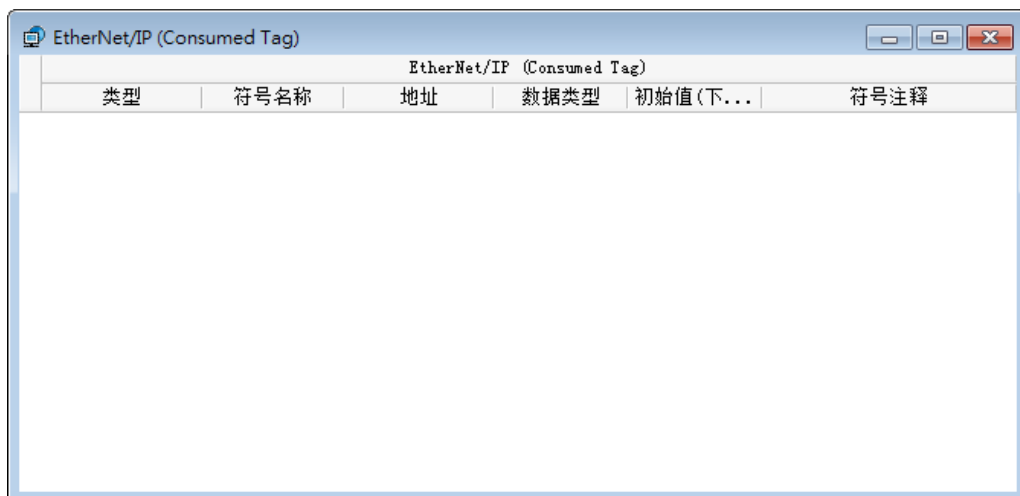 EtherNet/IP (Consumed Tag)
EtherNet/IP (Consumed Tag)
类型 符号名称 地址 数据类型 初始值(下... 符号注释